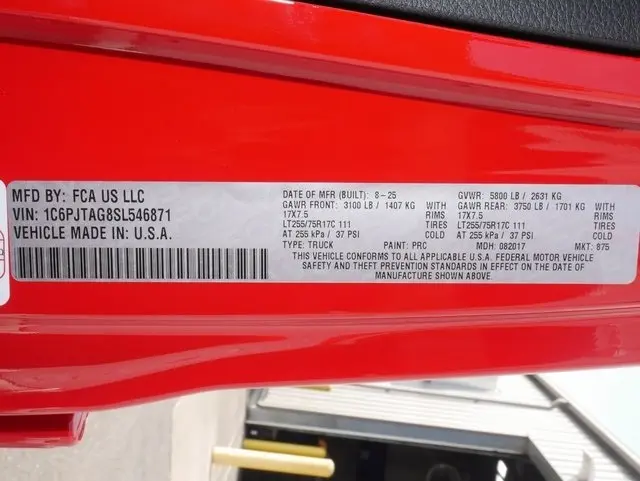 MFD BY: FCA US LLC
VIN: 1C6PJTAG8SL546871
VEHICLE MADE IN: U.S.A.
DATE OF MFR (BUILT): 8-25 GVWR: 5800 LB / 2631 KG
GAWR FRONT: 3100 LB / 1407 KG WITH GAWR REAR: 3750 LB / 1701 KG WITH
17X7.5 RIMS 17X7.5 RIMS
LT255/75R17C 111 TIRES LT255/75R17C 111 TIRES
AT 255 kPa / 37 PSI COLD AT 255 kPa / 37 PSI COLD
TYPE: TRUCK PAINT: PRC MDH: 082017 MKT: 875
THIS VEHICLE CONFORMS TO ALL APPLICABLE U.S.A. FEDERAL MOTOR VEHICLE
SAFETY AND THEFT PREVENTION STANDARDS IN EFFECT ON THE DATE OF
MANUFACTURE SHOWN ABOVE.